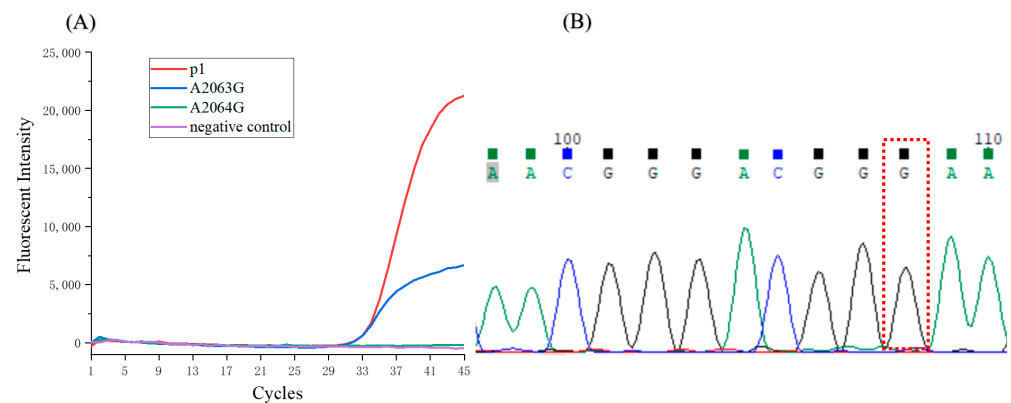 (A)
Fluorescent Intensity
25,000
20,000
15,000
10,000
5,000
0
p1
A2063G
A2064G
negative control
1 5 9 13 17 21 25 29 33 37 41 45
Cycles
(B)
100 110
A A C G G G A C G G G A A